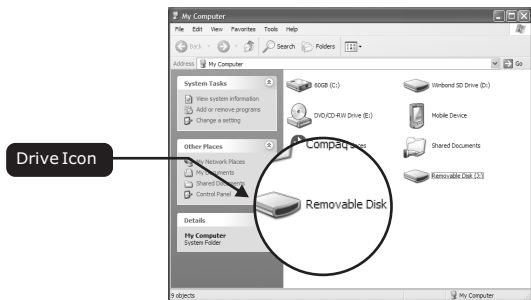 My Computer
File Edit View Favorites Tools Help
Back Search Folders
Address My Computer Go
System Tasks
View system information
Add or remove programs
Change a setting
Other Places
My Network Places
My Documents
Shared Documents
Control Panel
Details
My Computer
System Folder
60GB (C:) Winbond SD Drive (D:)
DVD/CD-RW Drive (E:) Mobile Device
Compaq Shared Documents
Removable Disk (J:)
Removable Disk
Drive Icon
9 objects My Computer